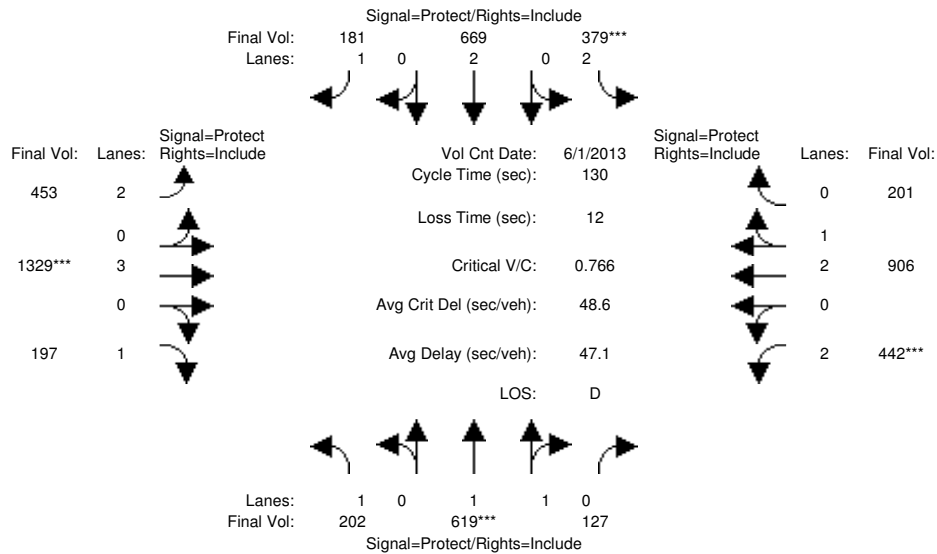 Signal=Protect/Rights=Include
Final Vol: 181 669 379***
Lanes: 1 0 2 0 2
Signal=Protect
Final Vol: Lanes: Rights=Include
Vol Cnt Date: 6/1/2013
Signal=Protect
Rights=Include Lanes: Final Vol:
Cycle Time (sec): 130
453 2
0 201
Loss Time (sec): 12
0
1
1329*** 3
Critical V/C: 0.766
2 906
0
Avg Crit Del (sec/veh): 48.6
0
197 1
Avg Delay (sec/veh): 47.1
2 442***
LOS: D
Lanes: 1 0 1 1 0
Final Vol: 202 619*** 127
Signal=Protect/Rights=Include